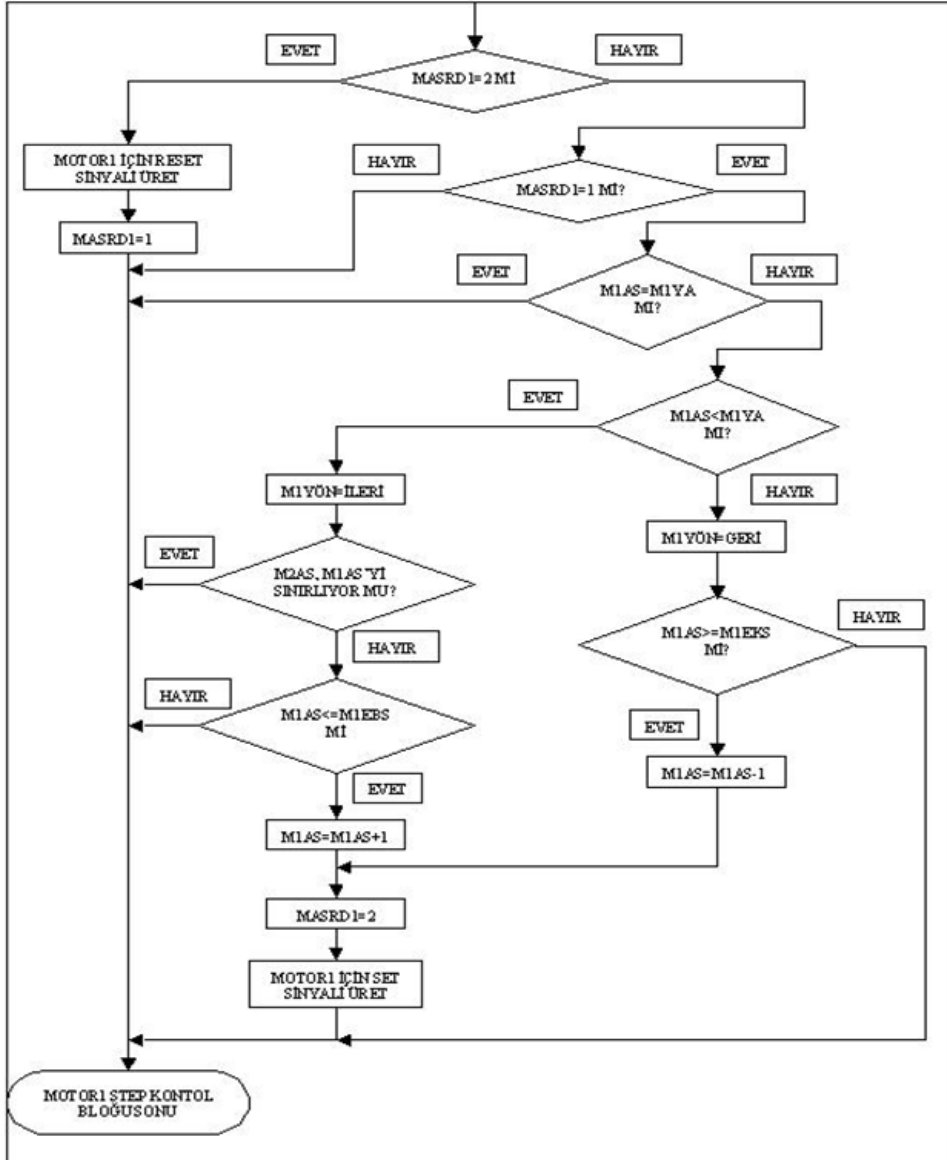 EVET
HAYIR
MASRD1=2 Mİ
MOTOR1 İÇİN RESET
SİNYALİ ÜRET
HAYIR
EVET
MASRD1=1 Mİ?
MASRD1=1
EVET
HAYIR
M1AS=M1YA
MI?
EVET
M1AS<M1YA
MI?
HAYIR
M1YÖN=İLERİ
M1YÖN=GERİ
EVET
M2AS, M1AS'Yİ
SINIRLIYOR MU?
HAYIR
M1AS>=M1EKS
Mİ?
HAYIR
HAYIR
M1AS<=M1EBS
Mİ
EVET
M1AS=M1AS-1
EVET
M1AS=M1AS+1
MASRD1=2
MOTOR1 İÇİN SET
SİNYALİ ÜRET
MOTOR1 STEP KONTOL
BLOĞU SONU